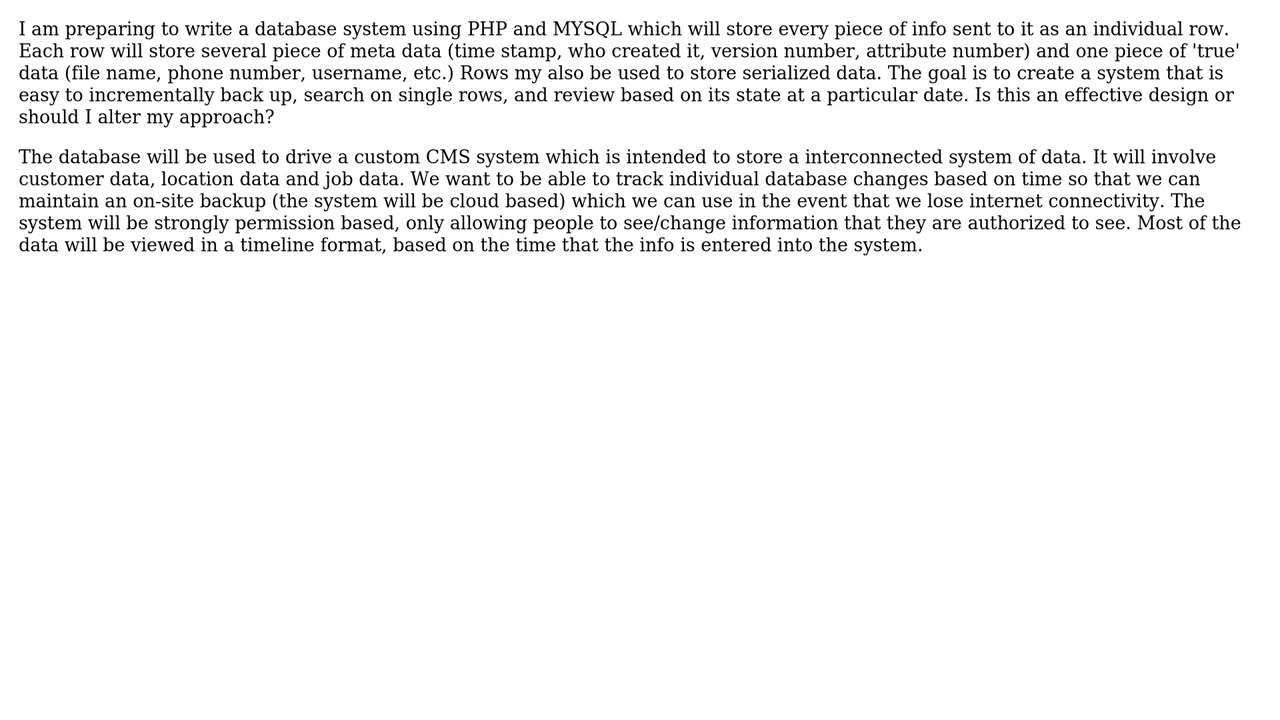 I am preparing to write a database system using PHP and MYSQL which will store every piece of info sent to it as an individual row.
Each row will store several piece of meta data (time stamp, who created it, version number, attribute number) and one piece of 'true'
data (file name, phone number, username, etc.) Rows my also be used to store serialized data. The goal is to create a system that is
easy to incrementally back up, search on single rows, and review based on its state at a particular date. Is this an effective design or
should I alter my approach?
The database will be used to drive a custom CMS system which is intended to store a interconnected system of data. It will involve
customer data, location data and job data. We want to be able to track individual database changes based on time so that we can
maintain an on-site backup (the system will be cloud based) which we can use in the event that we lose internet connectivity. The
system will be strongly permission based, only allowing people to see/change information that they are authorized to see. Most of the
data will be viewed in a timeline format, based on the time that the info is entered into the system.